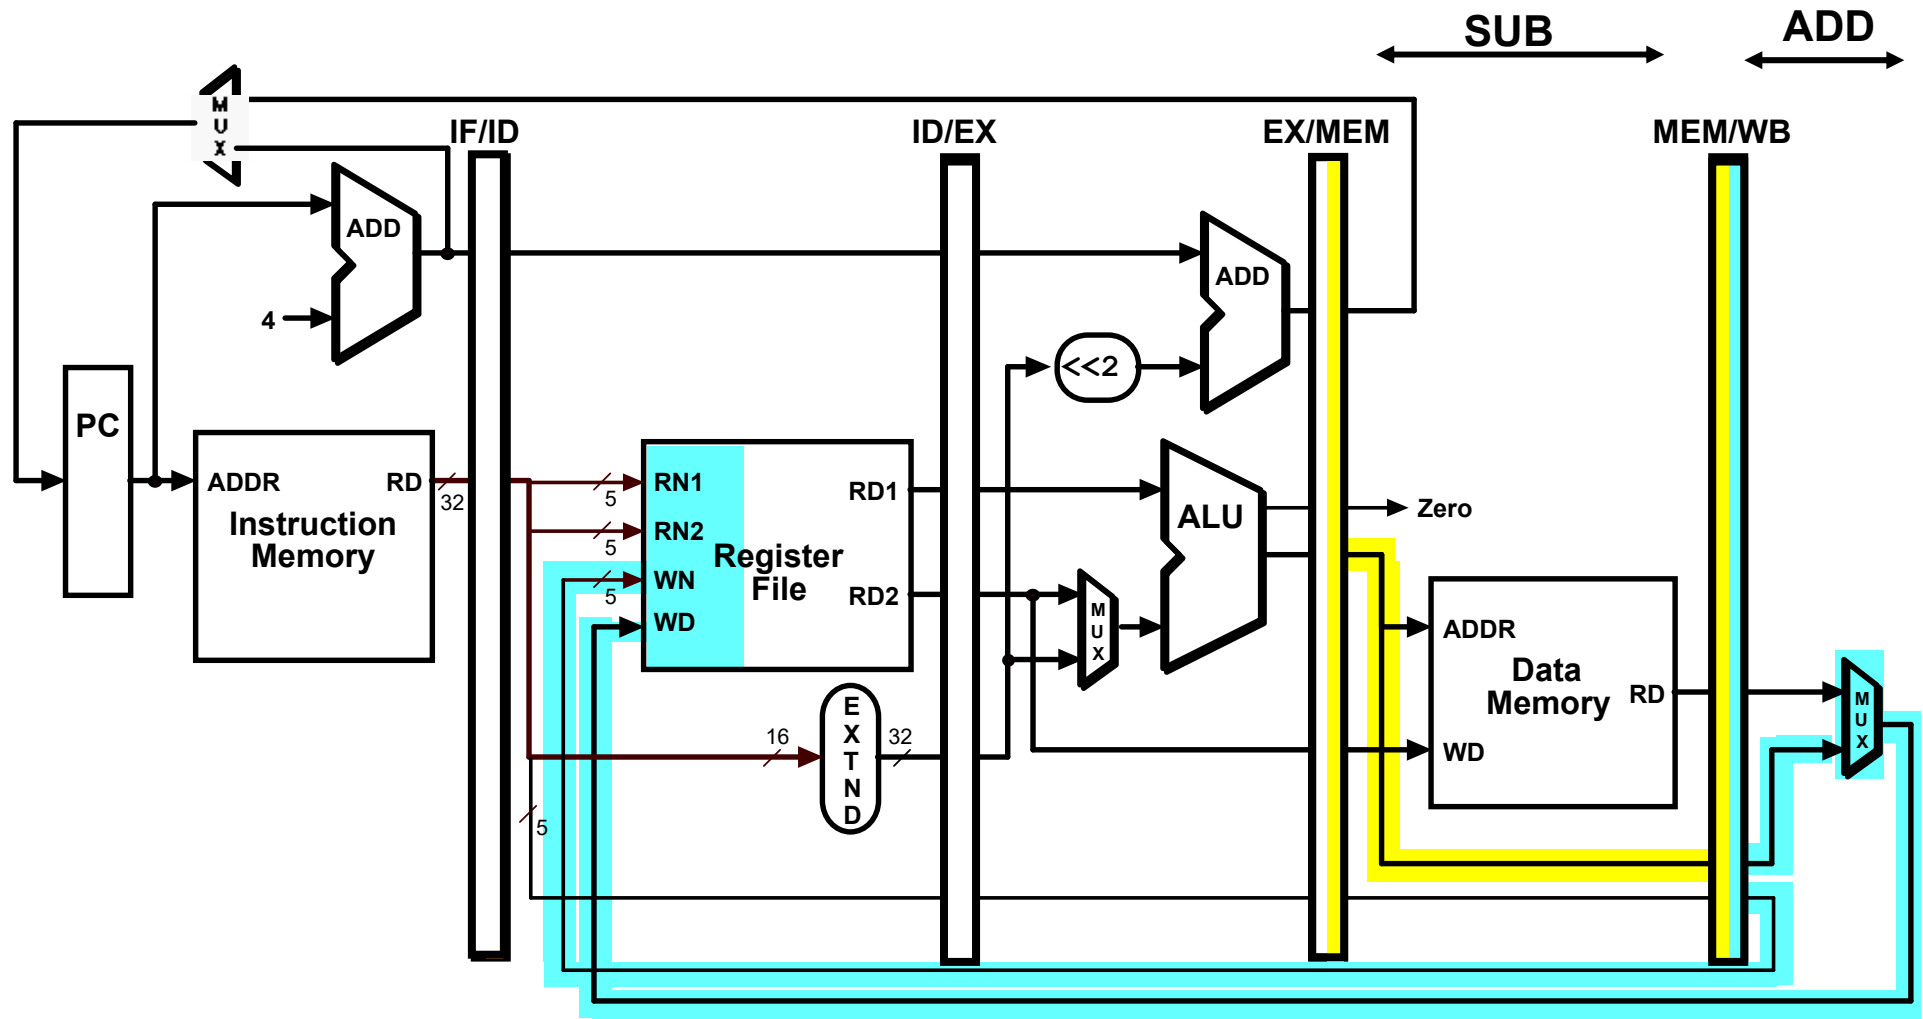 SUB
ADD
M
U
X
IF/ID
ID/EX
EX/MEM
MEM/WB
ADD
4
ADD
<<2
PC
ADDR
RD
32
Instruction
Memory
5
RN1
5
RN2
5
WN
WD
Register
File
RD1
RD2
M
U
X
ALU
Zero
ADDR
Data
Memory
RD
WD
M
U
X
16
E
X
T
N
D
32
5